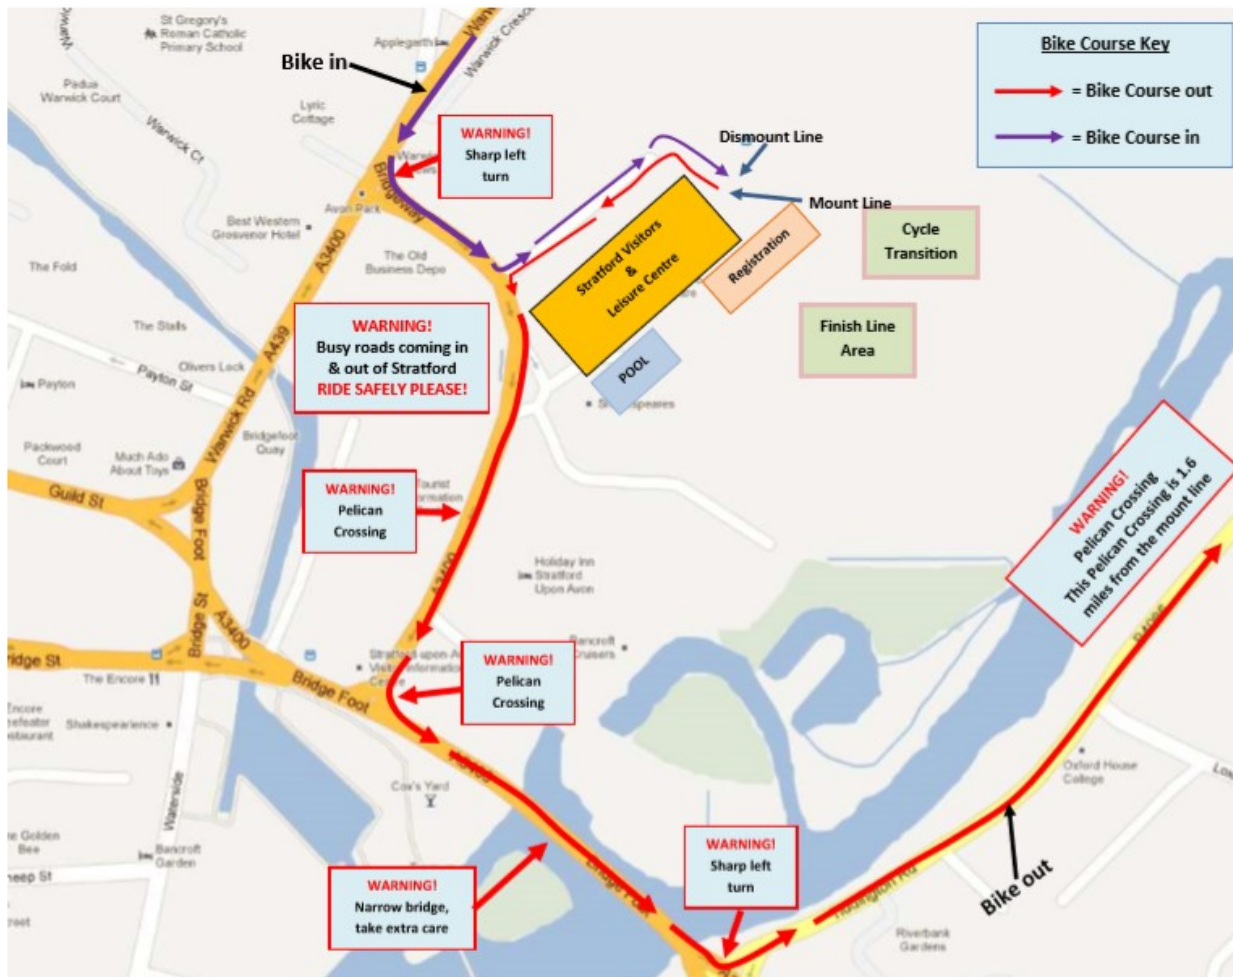 St Gregory's
Roman Catholic
Primary School
Applegarth
Warwick Crescent
Bike in
Padua
Warwick Court
Lyric
Cottage
Warwick Ct
WARNING!
Sharp left
turn
Bridgeway
Avon Park
Best Western
Grosvenor Hotel
A3400
The Old
Business Depo
The Fold
Dismount Line
Mount Line
Bike Course Key
= Bike Course out
= Bike Course in
Cycle
Transition
Registration
Stratford Visitors
&
Leisure Centre
POOL
Finish Line
Area
The Stalls
Olivers Lock
Payton
Payton St
A439
Warwick Rd
WARNING!
Busy roads coming in
& out of Stratford
RIDE SAFELY PLEASE!
Bridgefoot
Quay
Packwood
Court
Much Ado
About Toys
Guild St
Bridge Foot
WARNING!
Pelican
Crossing
A3400
Holiday Inn
Stratford
Upon Avon
WARNING!
Pelican Crossing
This Pelican Crossing is 1.6
miles from the mount line
A3400
Bridge St
Bridge Foot
The Encore
Shakespearience
WARNING!
Pelican
Crossing
Bancroft
Cruisers
Oxford House
College
Cox's Yard
Waterside
Bancroft
Garden
WARNING!
Narrow bridge,
take extra care
WARNING!
Sharp left
turn
Bridge Foot
Tiddington Rd
Bike out
Riverbank
Gardens